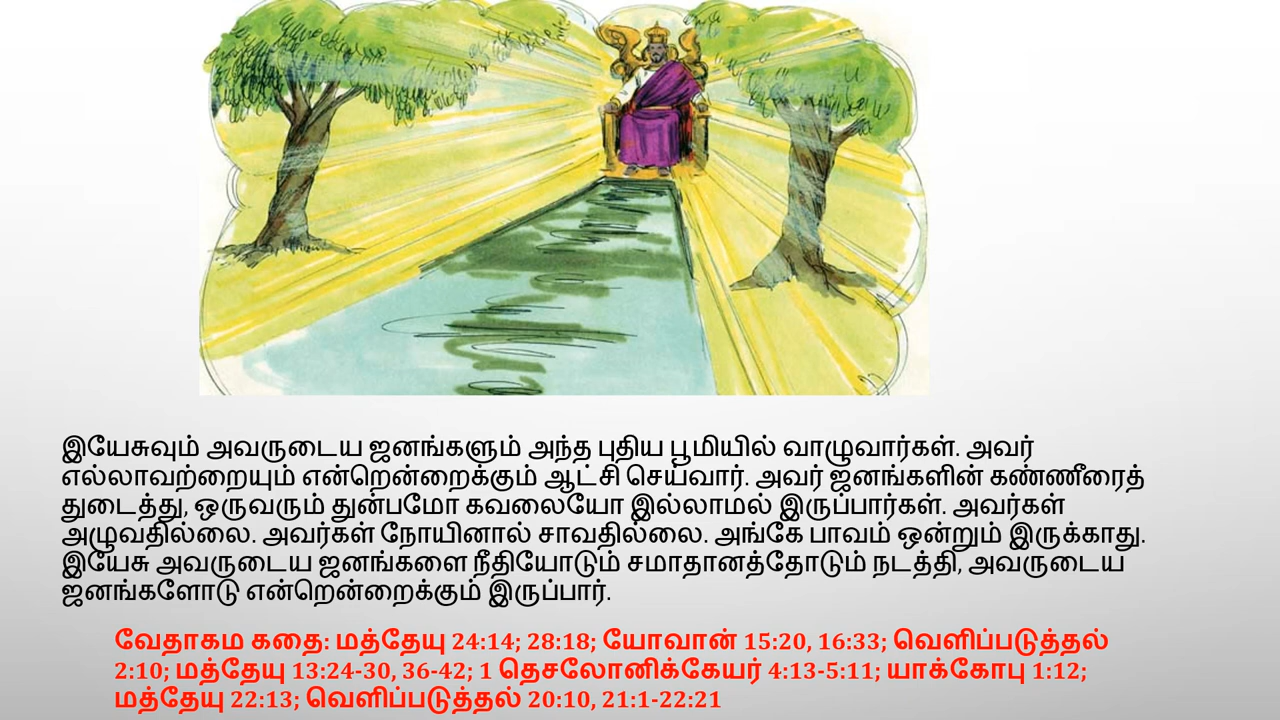 இயேசுவும் அவருடைய ஜனங்களும் அந்த புதிய பூமியில் வாழுவார்கள். அவர்
எல்லாவற்றையும் என்றென்றைக்கும் ஆட்சி செய்வார். அவர் ஜனங்களின் கண்ணீரைத்
துடைத்து, ஒருவரும் துன்பமோ கவலையோ இல்லாமல் இருப்பார்கள். அவர்கள்
அழுவதில்லை. அவர்கள் நோயினால் சாவதில்லை. அங்கே பாவம் ஒன்றும் இருக்காது.
இயேசு அவருடைய ஜனங்களை நீதியோடும் சமாதானத்தோடும் நடத்தி, அவருடைய
ஜனங்களோடு என்றென்றைக்கும் இருப்பார்.
வேதாகம கதை: மத்தேயு 24:14; 28:18; யோவான் 15:20, 16:33; வெளிப்படுத்தல்
2:10; மத்தேயு 13:24-30, 36-42; 1 தெசலோனிக்கேயர் 4:13-5:11; யாக்கோபு 1:12;
மத்தேயு 22:13; வெளிப்படுத்தல் 20:10, 21:1-22:21